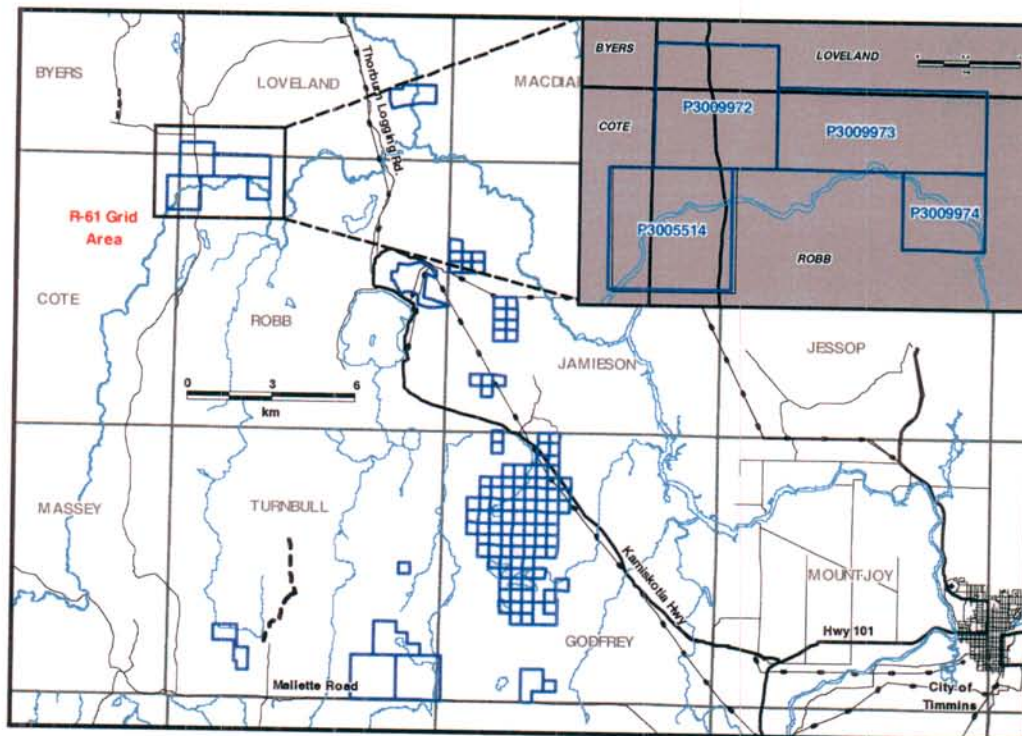 BYERS
LOVELAND
MACDIAR
Thorburn Logging Rd.
BYERS
LOVELAND
COTE
P3009972
P3009973
P3005514
P3009974
ROBB
R-61 Grid
Area
COTE
ROBB
JAMIESON
JESSOP
0 3 6
km
MASSEY
TURNBULL
MOUNTJOY
Kamiskotia Hwy
GODFREY
Hwy 101
Mallette Road
City of
Timmins